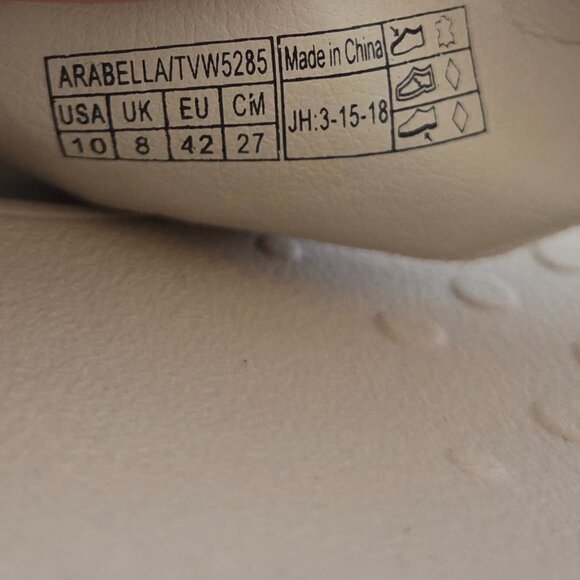 ARABELLA/TVW5285
USA UK EU CM
10 8 42 27
Made in China
JH:3-15-18